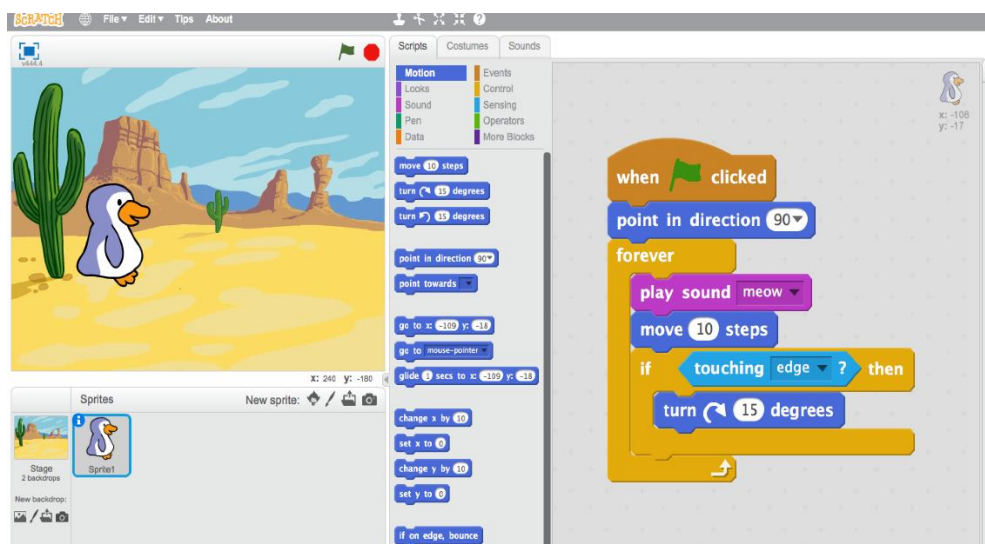 SCRATCH File▼ Edit▼ Tips About
v444.4
Scripts Costumes Sounds
Motion Events
Looks Control
Sound Sensing
Pen Operators
Data More Blocks
move 10 steps
turn 15 degrees
turn 15 degrees
point in direction 90▼
point towards
go to x: -109 y: -18
go to mouse-pointer
glide 1 secs to x: -109 y: -18
change x by 10
set x to 0
change y by 10
set y to 0
if on edge, bounce
x: -108
y: -17
when clicked
point in direction 90▼
forever
play sound meow
move 10 steps
if touching edge ? then
turn 15 degrees
X: 240 y: -180
Sprites New sprite:
Stage
2 backdrops
Sprite1
New backdrop: